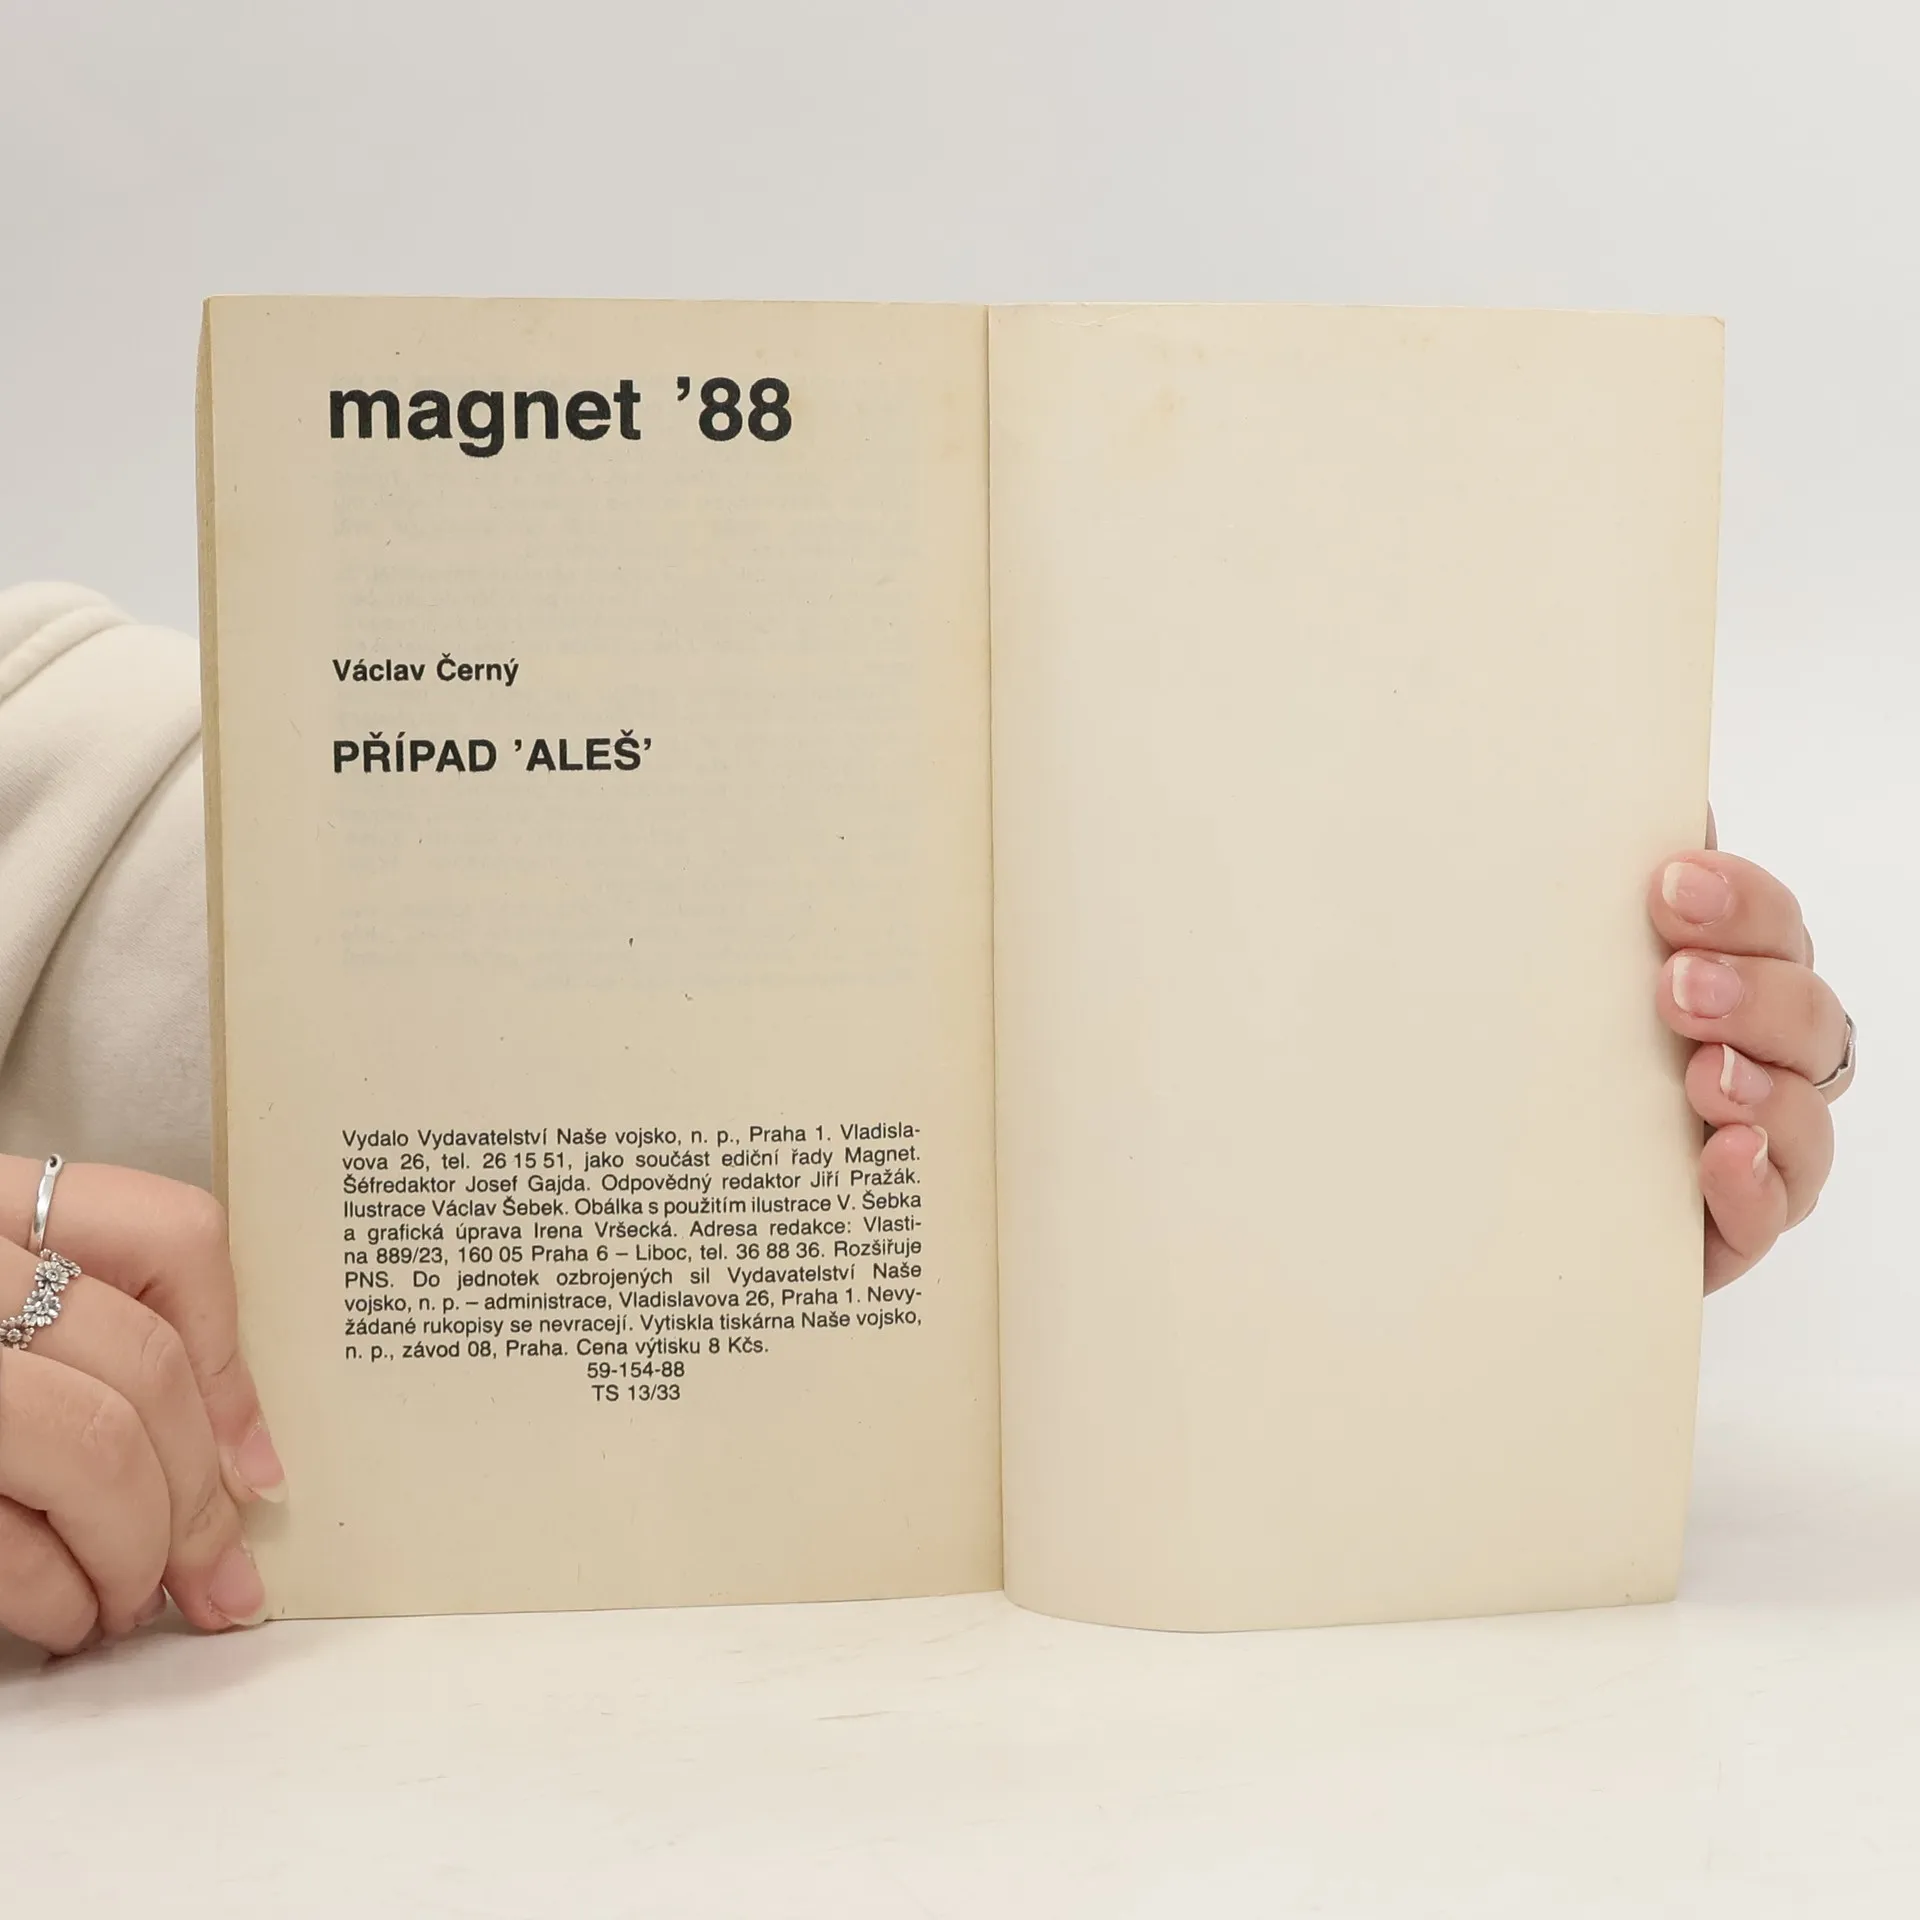 magnet ’88
Václav Černý
PŘÍPAD ’ALEŠ’
Vydalo Vydavatelství Naše vojsko, n. p., Praha 1. Vladisla-
vova 26, tel. 26 15 51, jako součást ediční řady Magnet.
Šéfredaktor Josef Gajda. Odpovědný redaktor Jiří Pražák.
Ilustrace Václav Šebek. Obálka s použitím ilustrace V. Šebka
a grafická úprava Irena Vršecká. Adresa redakce: Vlasti-
na 889/23, 160 05 Praha 6 – Liboc, tel. 36 88 36. Rozšiřuje
PNS. Do jednotek ozbrojených sil Vydavatelství Naše
vojsko, n. p. – administrace, Vladislavova 26, Praha 1. Nevy-
žádané rukopisy se nevracejí. Vytiskla tiskárna Naše vojsko,
n. p., závod 08, Praha. Cena výtisku 8 Kčs.
59-154-88
TS 13/33